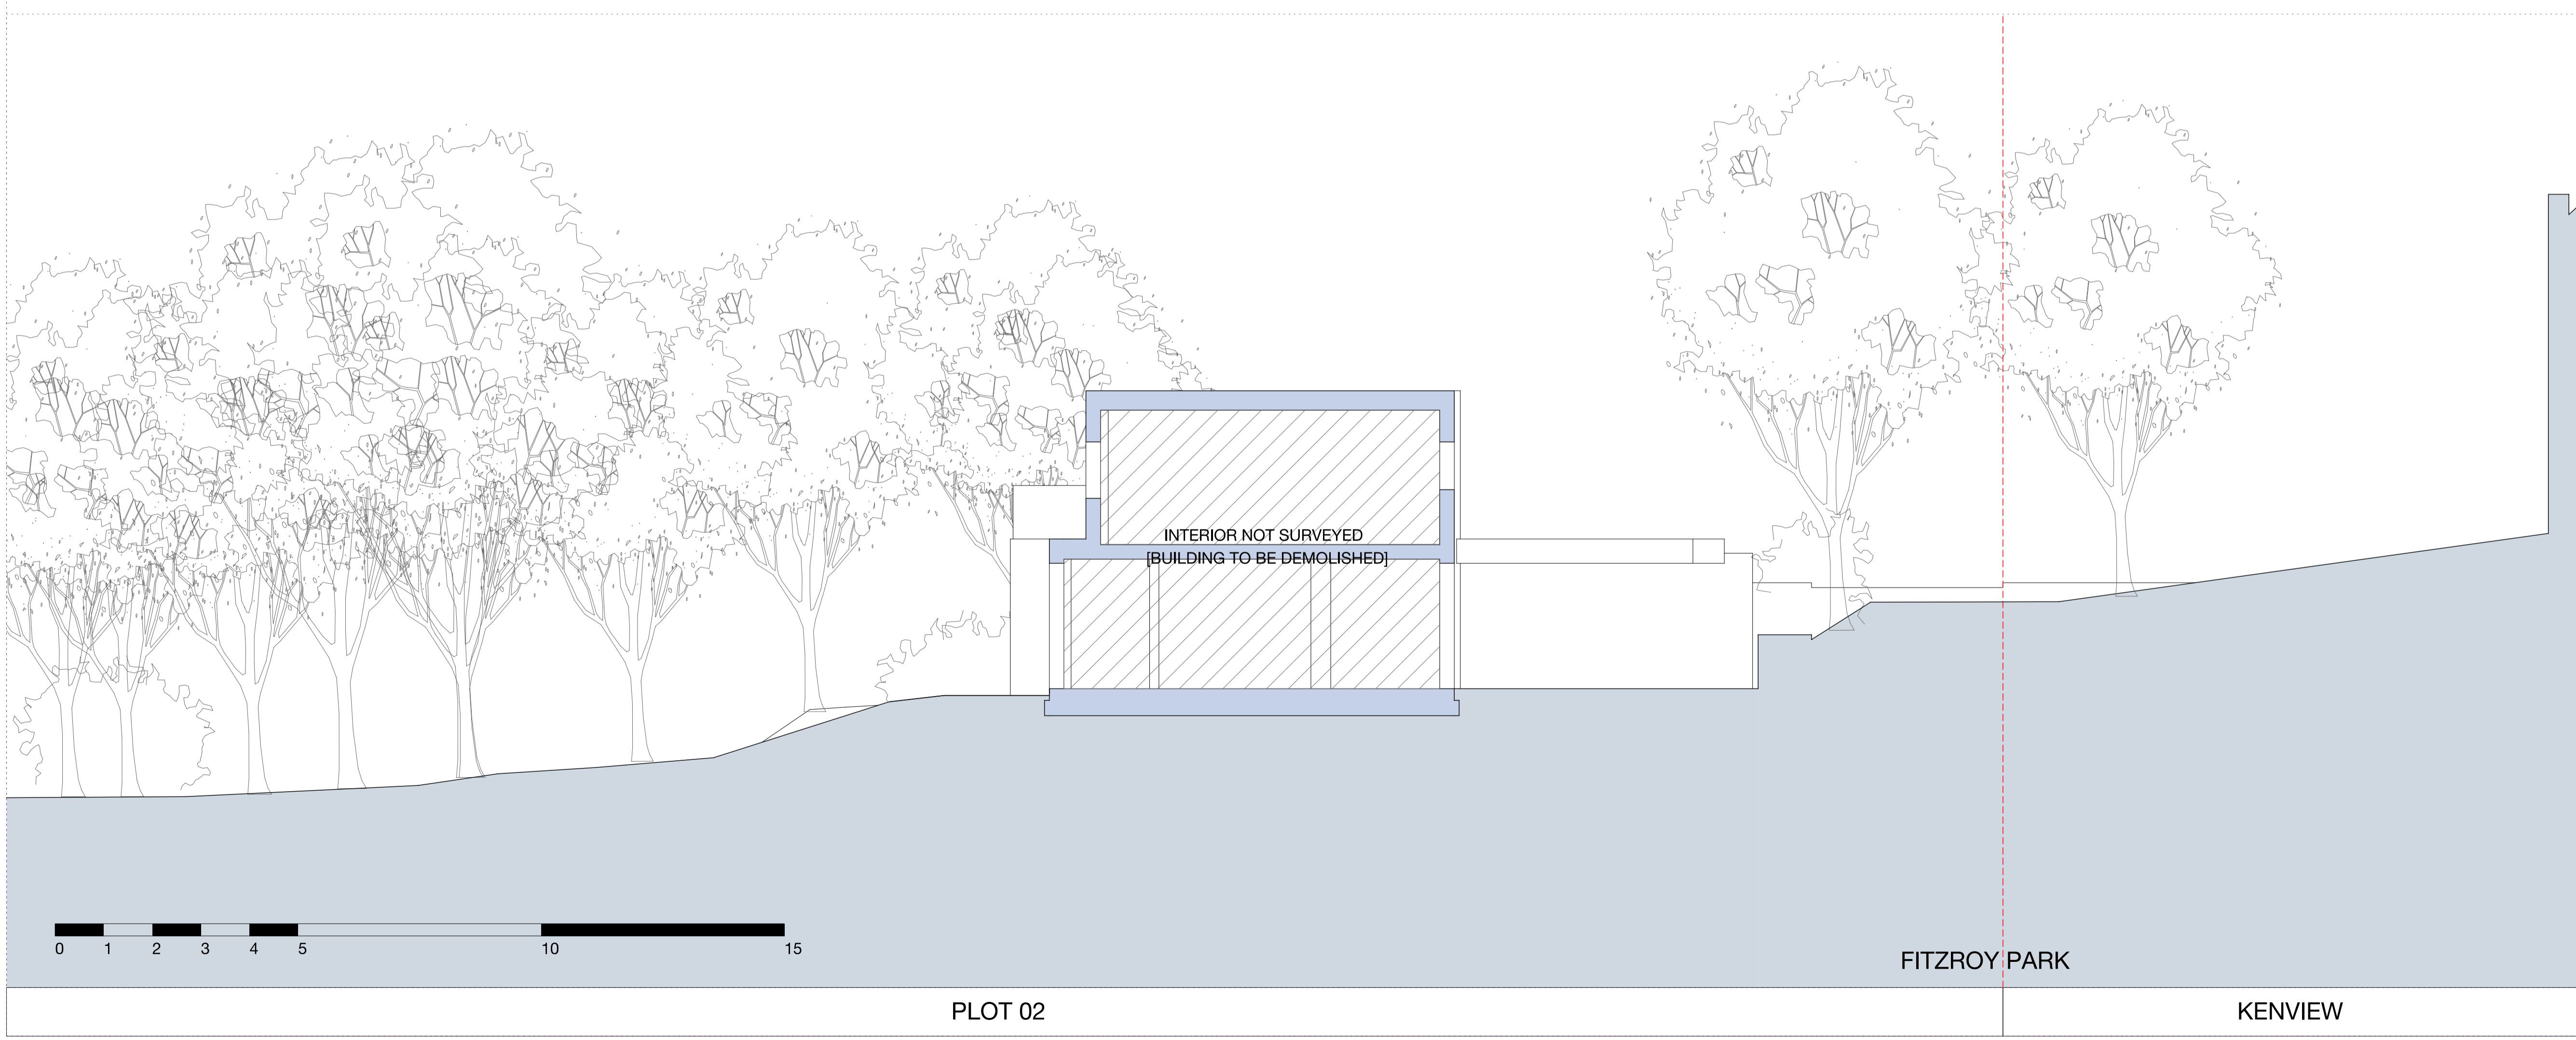 INTERIOR NOT SURVEYED
[BUILDING TO BE DEMOLISHED]
0 1 2 3 4 5 10 15
FITZROY PARK
PLOT 02
KENVIEW